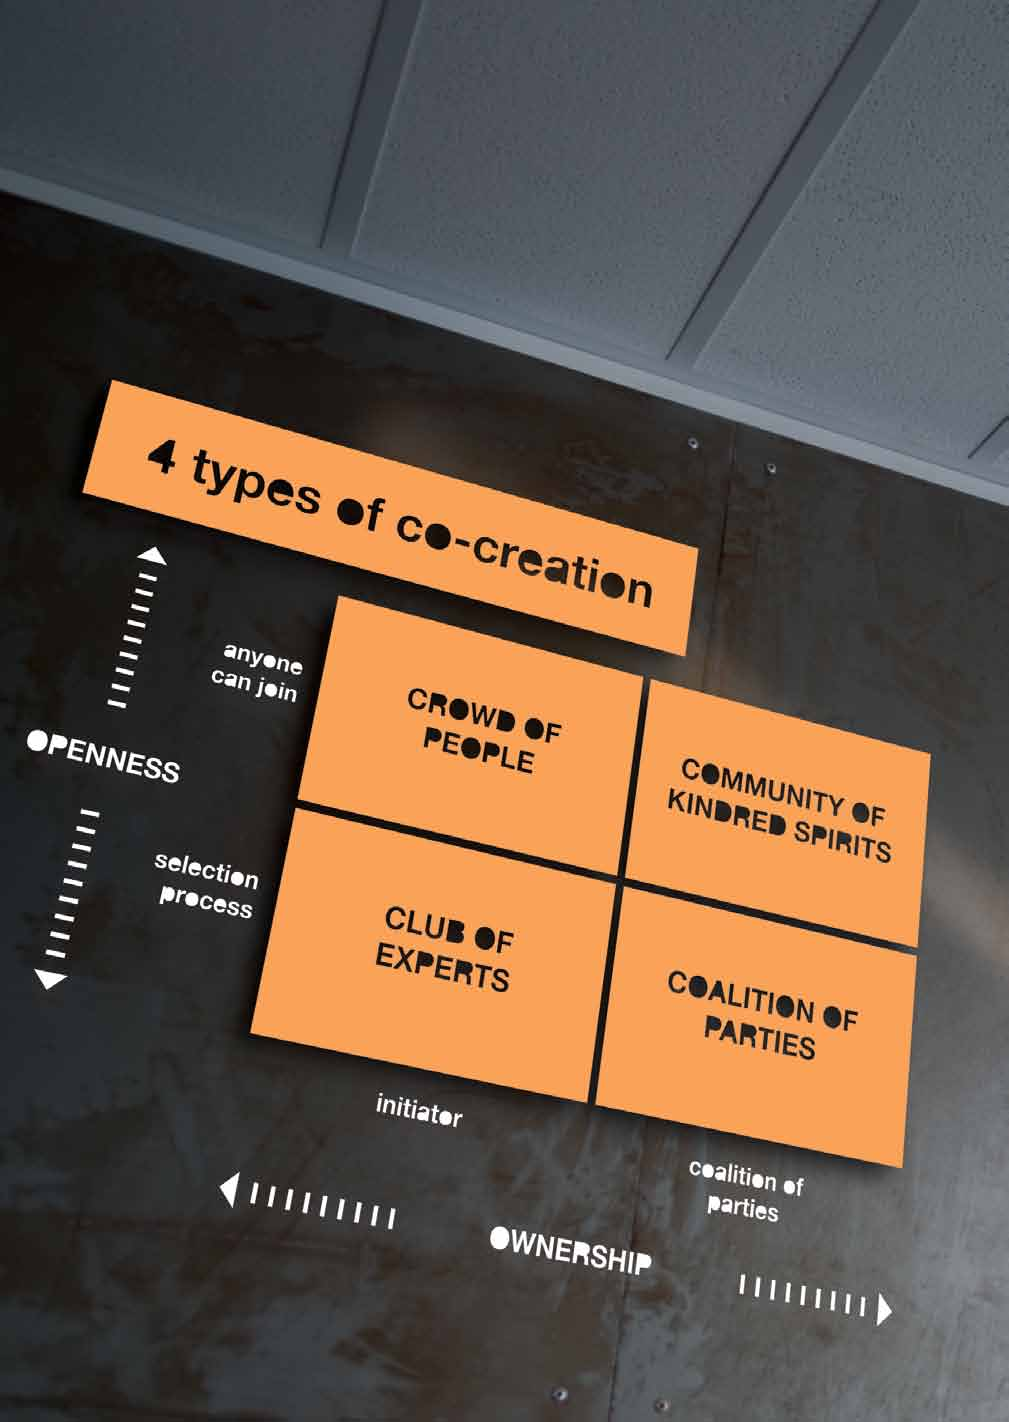 4 types of co-creation
anyone
can join
CROWD OF
PEOPLE
COMMUNITY OF
KINDRED SPIRITS
OPENNESS
selection
process
CLUB OF
EXPERTS
COALITION OF
PARTIES
initiator
coalition of
parties
OWNERSHIP